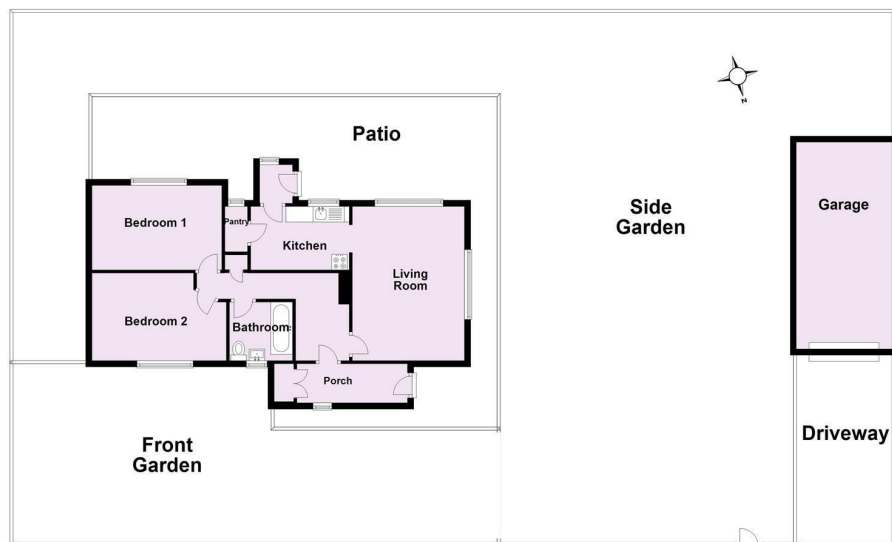 Patio
Bedroom 1
Pantry
Kitchen
Living
Room
Bedroom 2
Bathroom
Porch
Side
Garden
Garage
Front
Garden
Driveway
N